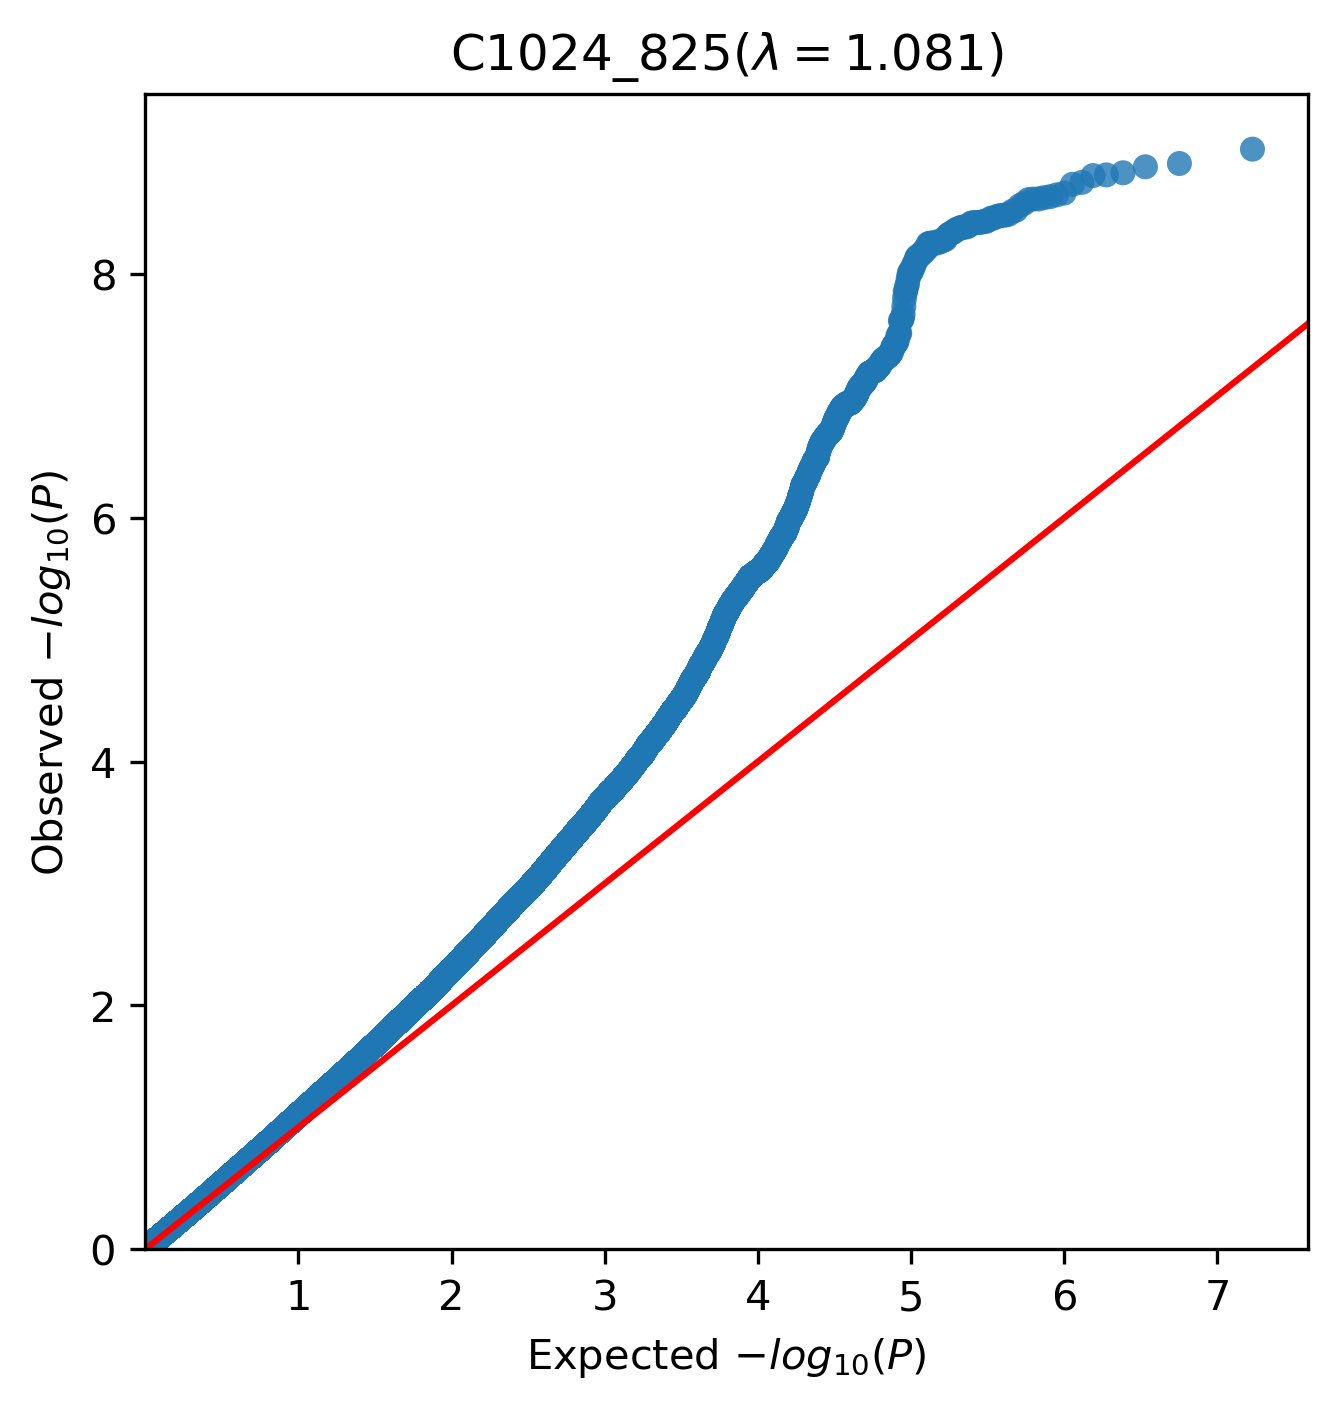 C1024_825(λ = 1.081)
Observed −log₁₀(P)
8
6
4
2
0
1 2 3 4 5 6 7
Expected −log₁₀(P)